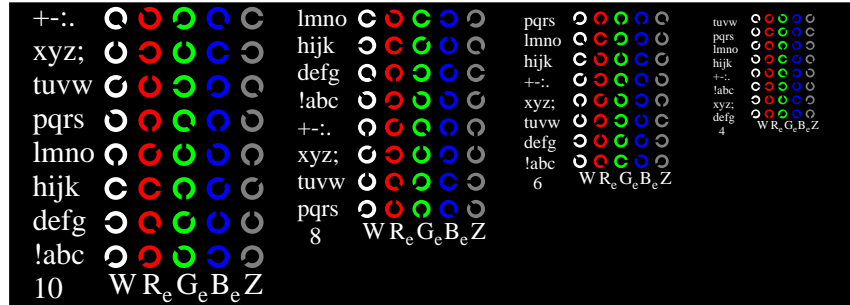 +-:.
xyz;
tuvw
pqrs
lmno
hijk
defg
!abc
10 W Re Ge Be Z
lmno
hijk
defg
!abc
+-:.
xyz;
tuvw
pqrs
8 W Re Ge Be Z
pqrs
lmno
hijk
+-:.
xyz;
tuvw
defg
!abc
6 W Re Ge Be Z
tuvw
pqrs
lmno
hijk
+-:.
!abc
xyz;
defg
4 W Re Ge Be Z